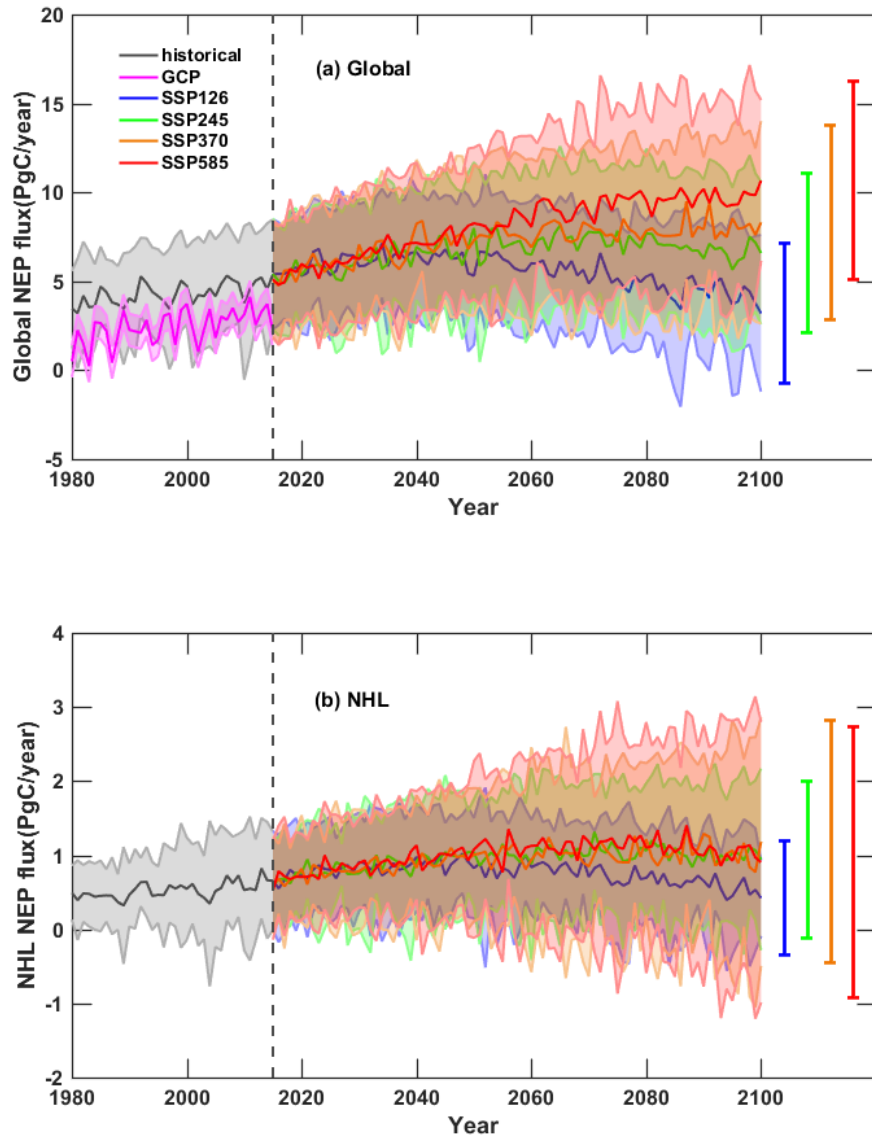 20
15
10
5
0
-5
Global NEP flux(PgC/year)
historical
GCP
SSP126
SSP245
SSP370
SSP585
(a) Global
1980
2000
2020
2040
2060
2080
2100
Year
4
3
2
1
0
-1
-2
NHL NEP flux(PgC/year)
(b) NHL
1980
2000
2020
2040
2060
2080
2100
Year